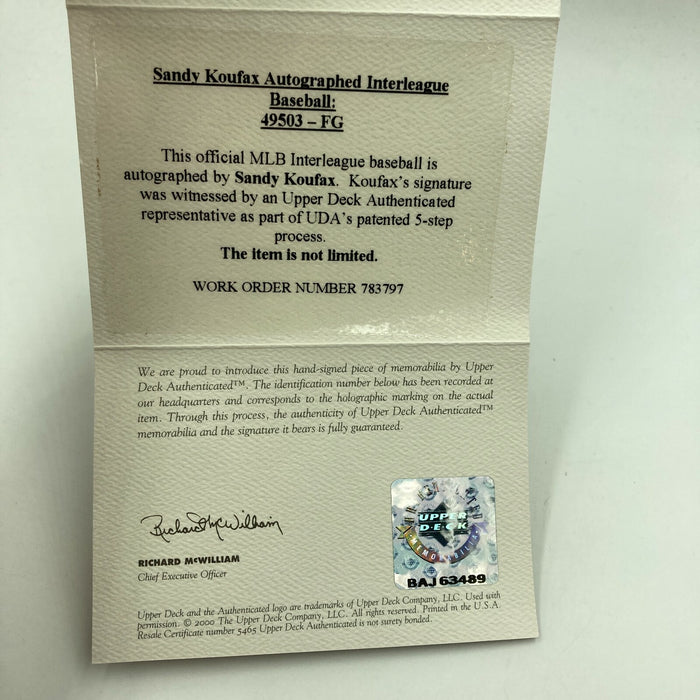 Sandy Koufax Autographed Interleague
Baseball:
49503 – FG
This official MLB Interleague baseball is
autographed by Sandy Koufax. Koufax's signature
was witnessed by an Upper Deck Authenticated
representative as part of UDA's patented 5-step
process.
The item is not limited.
WORK ORDER NUMBER 783797
We are proud to introduce this hand-signed piece of memorabilia by Upper
Deck Authenticated™. The identification number below has been recorded at
our headquarters and corresponds to the holographic marking on the actual
item. Through this process, the authenticity of Upper Deck Authenticated™
memorabilia and the signature it bears is fully guaranteed.
Richard McWilliam
RICHARD McWILLIAM
Chief Executive Officer
UPPER
DECK
MEMORABILIA
BAJ63489
Upper Deck and the Authenticated logo are trademarks of Upper Deck Company, LLC. Used with
permission. © 2000 The Upper Deck Company, LLC. All rights reserved. Printed in the U.S.A.
Resale Certificate number 5465 Upper Deck Authenticated is not surety bonded.